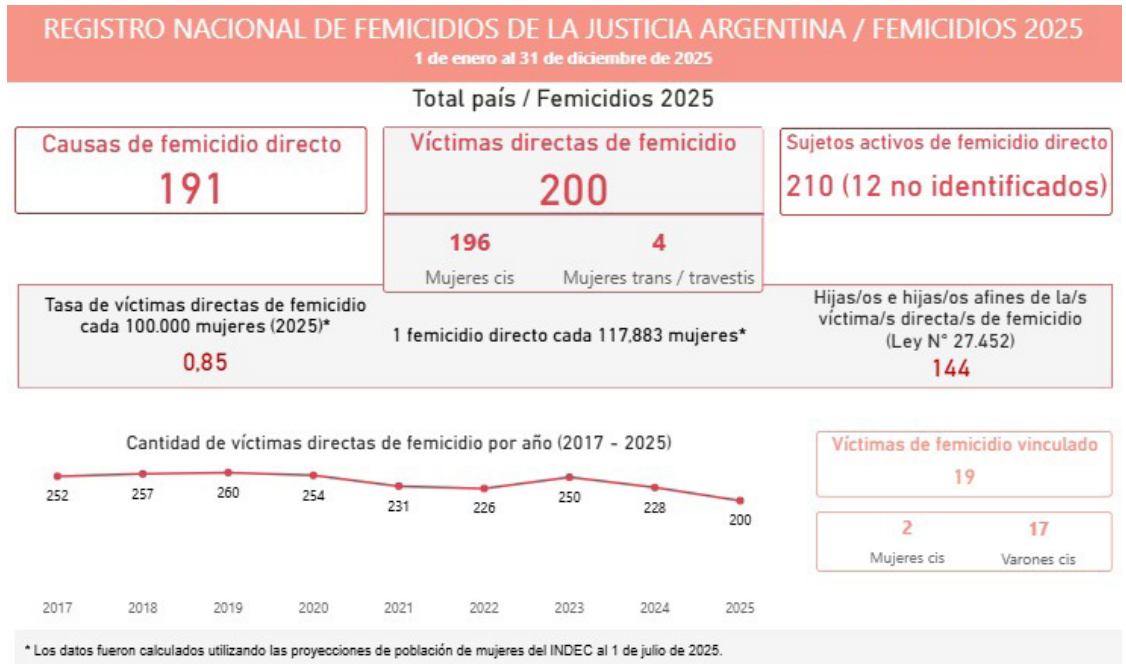 REGISTRO NACIONAL DE FEMICIDIOS DE LA JUSTICIA ARGENTINA / FEMICIDIOS 2025
1 de enero al 31 de diciembre de 2025
Total país / Femicidios 2025
Causas de femicidio directo
191
Víctimas directas de femicidio
200
196
Mujeres cis
4
Mujeres trans / travestis
Sujetos activos de femicidio directo
210 (12 no identificados)
Tasa de víctimas directas de femicidio
cada 100.000 mujeres (2025)*
0,85
1 femicidio directo cada 117,883 mujeres*
Hijas/os e hijas/os afines de la/s
víctima/s directa/s de femicidio
(Ley N° 27.452)
144
Cantidad de víctimas directas de femicidio por año (2017 - 2025)
252
257
260
254
231
226
250
228
200
2017
2018
2019
2020
2021
2022
2023
2024
2025
Víctimas de femicidio vinculado
19
2
Mujeres cis
17
Varones cis
* Los datos fueron calculados utilizando las proyecciones de población de mujeres del INDEC al 1 de julio de 2025.